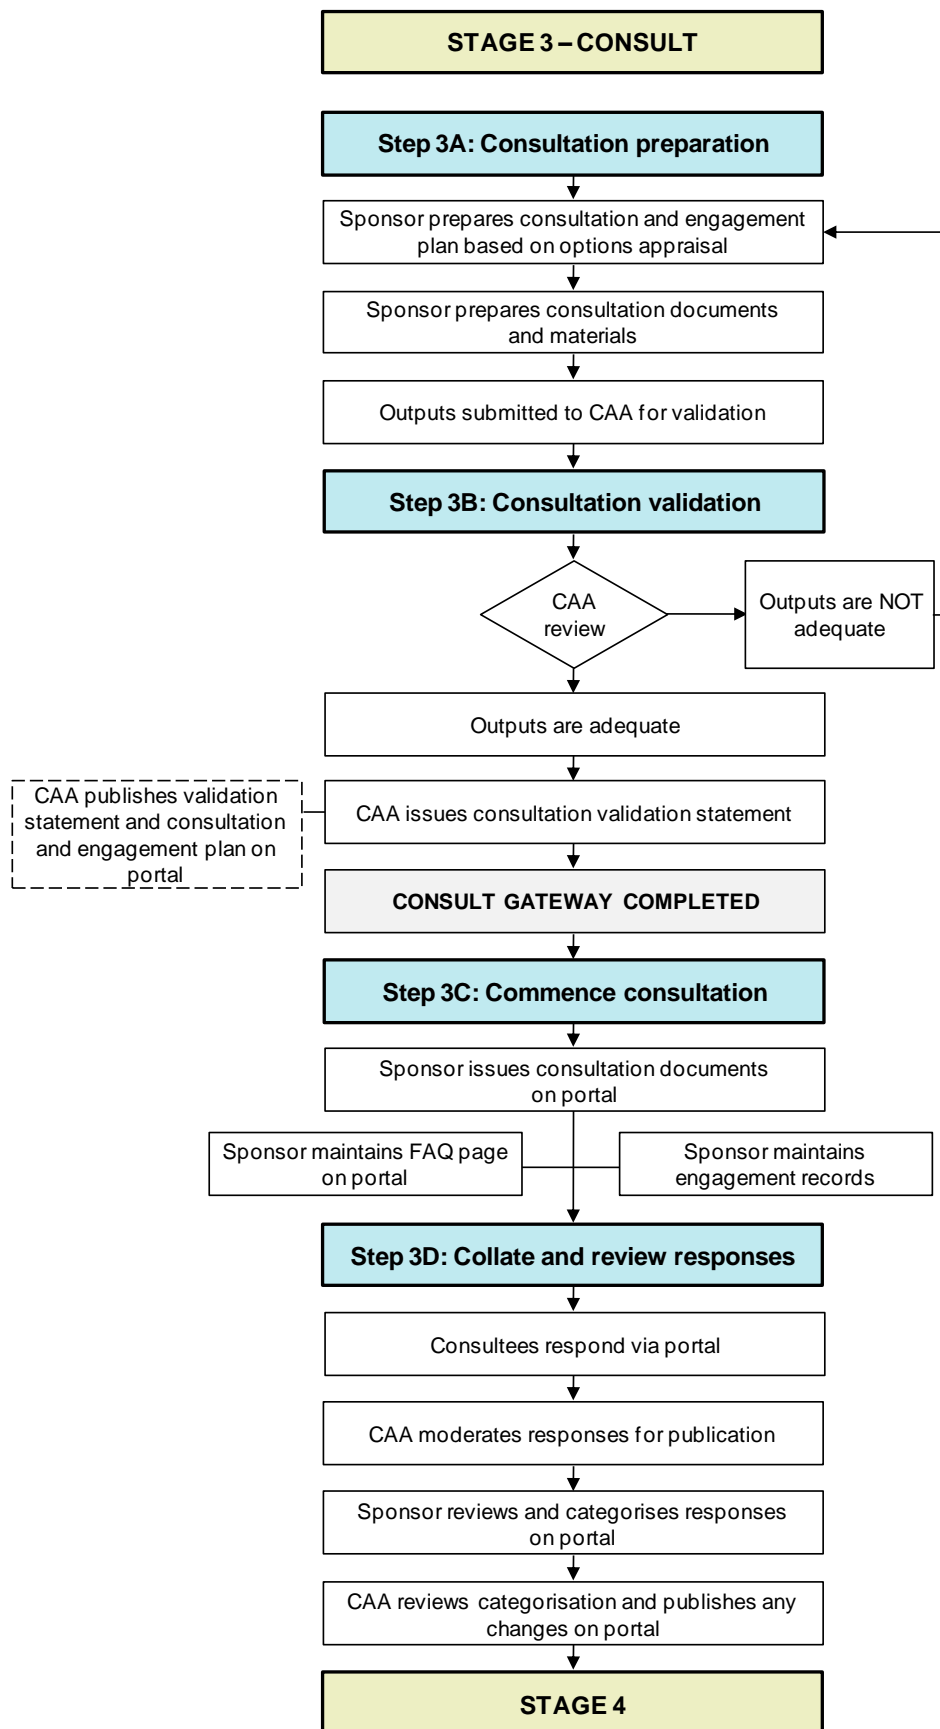 STAGE 3 – CONSULT
Step 3A: Consultation preparation
Sponsor prepares consultation and engagement
plan based on options appraisal
Sponsor prepares consultation documents
and materials
Outputs submitted to CAA for validation
Step 3B: Consultation validation
CAA
review
Outputs are NOT
adequate
Outputs are adequate
CAA publishes validation
statement and consultation
and engagement plan on
portal
CAA issues consultation validation statement
CONSULT GATEWAY COMPLETED
Step 3C: Commence consultation
Sponsor issues consultation documents
on portal
Sponsor maintains FAQ page
on portal
Sponsor maintains
engagement records
Step 3D: Collate and review responses
Consultees respond via portal
CAA moderates responses for publication
Sponsor reviews and categorises responses
on portal
CAA reviews categorisation and publishes any
changes on portal
STAGE 4